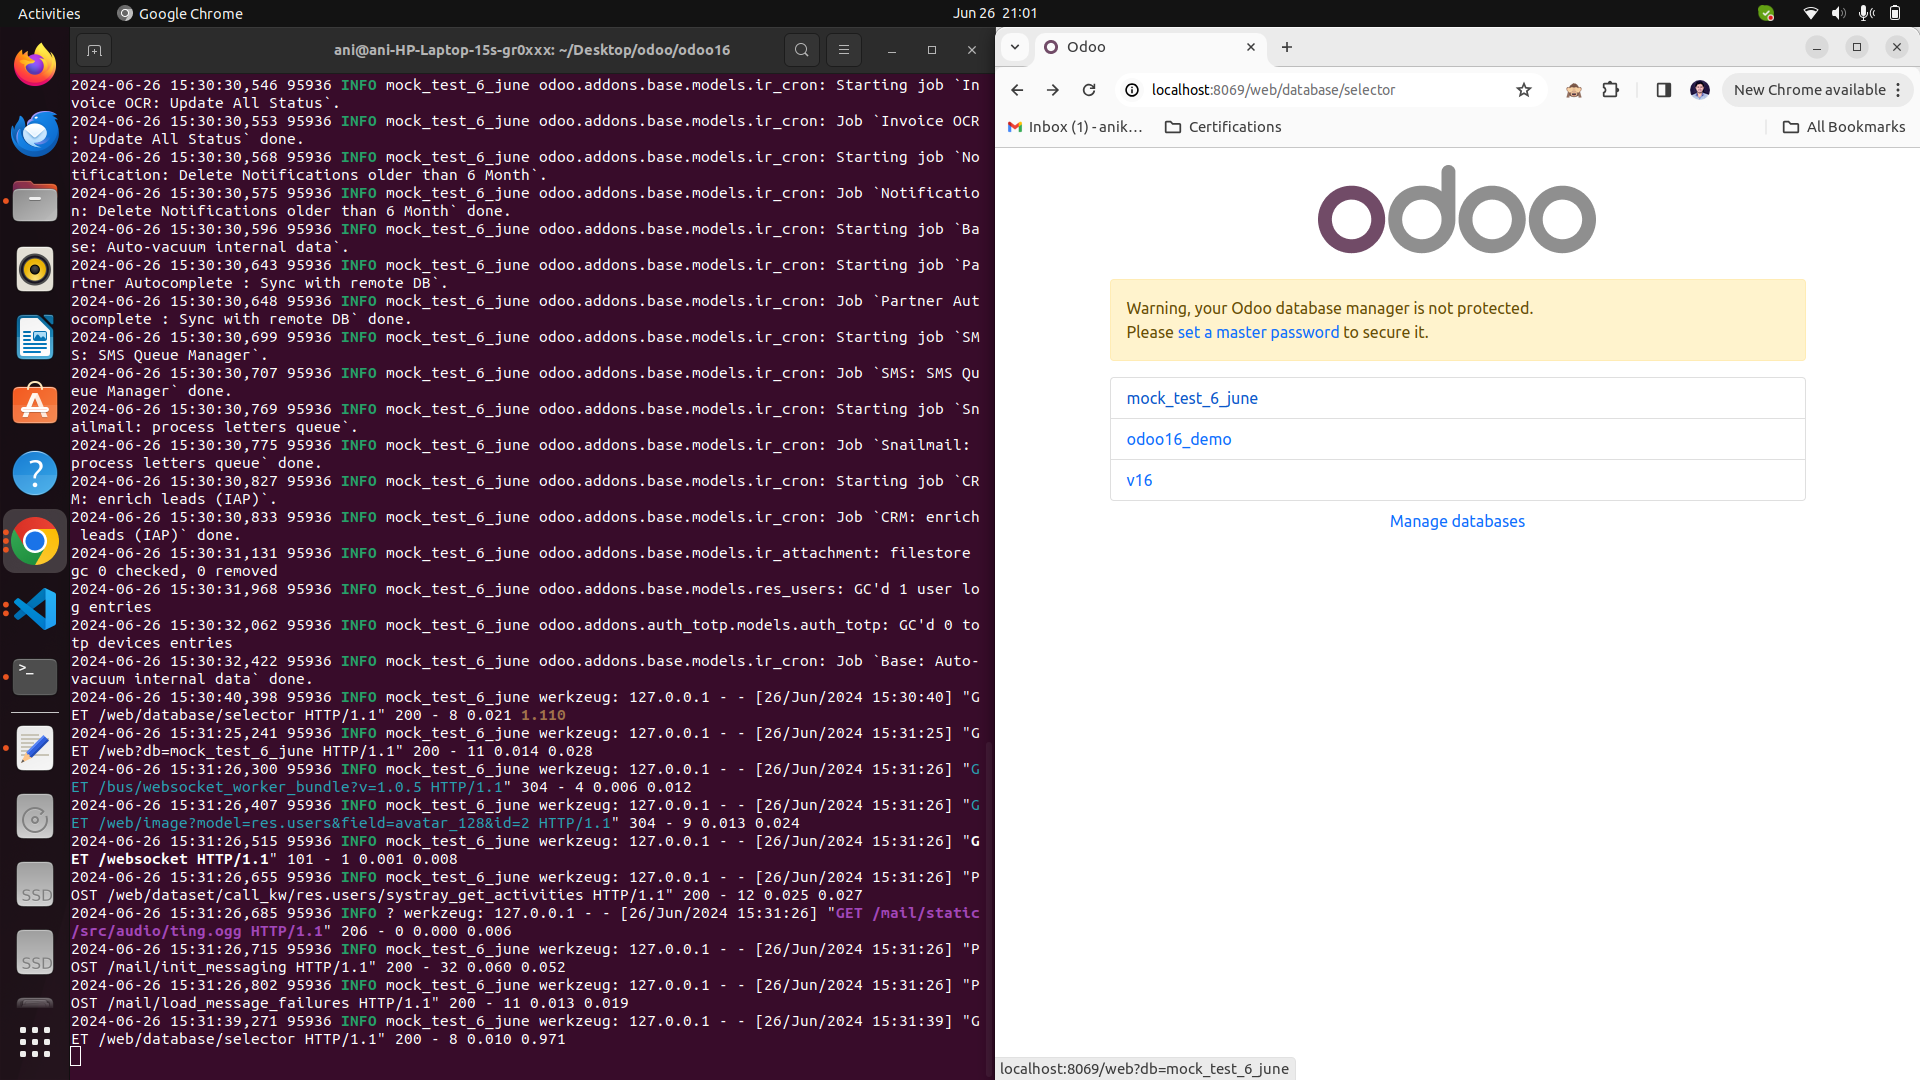 Activities
Google Chrome
Jun 26 21:01
ani@ani-HP-Laptop-15s-gr0xxx: ~/Desktop/odoo/odoo16
2024-06-26 15:30:30,546 95936 INFO mock_test_6_june odoo.addons.base.models.ir_cron: Starting job `In
voice OCR: Update All Status`.
2024-06-26 15:30:30,553 95936 INFO mock_test_6_june odoo.addons.base.models.ir_cron: Job `Invoice OCR
: Update All Status` done.
2024-06-26 15:30:30,568 95936 INFO mock_test_6_june odoo.addons.base.models.ir_cron: Starting job `No
tification: Delete Notifications older than 6 Month`.
2024-06-26 15:30:30,575 95936 INFO mock_test_6_june odoo.addons.base.models.ir_cron: Job `Notificatio
n: Delete Notifications older than 6 Month` done.
2024-06-26 15:30:30,596 95936 INFO mock_test_6_june odoo.addons.base.models.ir_cron: Starting job `Ba
se: Auto-vacuum internal data`.
2024-06-26 15:30:30,643 95936 INFO mock_test_6_june odoo.addons.base.models.ir_cron: Starting job `Pa
rtner Autocomplete : Sync with remote DB`.
2024-06-26 15:30:30,648 95936 INFO mock_test_6_june odoo.addons.base.models.ir_cron: Job `Partner Aut
ocomplete : Sync with remote DB` done.
2024-06-26 15:30:30,699 95936 INFO mock_test_6_june odoo.addons.base.models.ir_cron: Starting job `SM
S: SMS Queue Manager`.
2024-06-26 15:30:30,707 95936 INFO mock_test_6_june odoo.addons.base.models.ir_cron: Job `SMS: SMS Qu
eue Manager` done.
2024-06-26 15:30:30,769 95936 INFO mock_test_6_june odoo.addons.base.models.ir_cron: Starting job `Sn
ailmail: process letters queue`.
2024-06-26 15:30:30,775 95936 INFO mock_test_6_june odoo.addons.base.models.ir_cron: Job `Snailmail:
process letters queue` done.
2024-06-26 15:30:30,827 95936 INFO mock_test_6_june odoo.addons.base.models.ir_cron: Starting job `CR
M: enrich leads (IAP)`.
2024-06-26 15:30:30,833 95936 INFO mock_test_6_june odoo.addons.base.models.ir_cron: Job `CRM: enrich
leads (IAP)` done.
2024-06-26 15:30:31,131 95936 INFO mock_test_6_june odoo.addons.base.models.ir_attachment: filestore
gc 0 checked, 0 removed
2024-06-26 15:30:31,968 95936 INFO mock_test_6_june odoo.addons.base.models.res_users: GC'd 1 user lo
g entries
2024-06-26 15:30:32,062 95936 INFO mock_test_6_june odoo.addons.auth_totp.models.auth_totp: GC'd 0 to
tp devices entries
2024-06-26 15:30:32,422 95936 INFO mock_test_6_june odoo.addons.base.models.ir_cron: Job `Base: Auto-
vacuum internal data` done.
2024-06-26 15:30:40,398 95936 INFO mock_test_6_june werkzeug: 127.0.0.1 - - [26/Jun/2024 15:30:40] "G
ET /web/database/selector HTTP/1.1" 200 - 8 0.021 1.110
2024-06-26 15:31:25,241 95936 INFO mock_test_6_june werkzeug: 127.0.0.1 - - [26/Jun/2024 15:31:25] "G
ET /web?db=mock_test_6_june HTTP/1.1" 200 - 11 0.014 0.028
2024-06-26 15:31:26,300 95936 INFO mock_test_6_june werkzeug: 127.0.0.1 - - [26/Jun/2024 15:31:26] "G
ET /bus/websocket_worker_bundle?v=1.0.5 HTTP/1.1" 304 - 4 0.006 0.012
2024-06-26 15:31:26,407 95936 INFO mock_test_6_june werkzeug: 127.0.0.1 - - [26/Jun/2024 15:31:26] "G
ET /web/image?model=res.users&field=avatar_128&id=2 HTTP/1.1" 304 - 9 0.013 0.024
2024-06-26 15:31:26,515 95936 INFO mock_test_6_june werkzeug: 127.0.0.1 - - [26/Jun/2024 15:31:26] "G
ET /websocket HTTP/1.1" 101 - 1 0.001 0.008
2024-06-26 15:31:26,655 95936 INFO mock_test_6_june werkzeug: 127.0.0.1 - - [26/Jun/2024 15:31:26] "P
OST /web/dataset/call_kw/res.users/systray_get_activities HTTP/1.1" 200 - 12 0.025 0.027
2024-06-26 15:31:26,685 95936 INFO ? werkzeug: 127.0.0.1 - - [26/Jun/2024 15:31:26] "GET /mail/static
/src/audio/ting.ogg HTTP/1.1" 206 - 0 0.000 0.006
2024-06-26 15:31:26,715 95936 INFO mock_test_6_june werkzeug: 127.0.0.1 - - [26/Jun/2024 15:31:26] "P
OST /mail/init_messaging HTTP/1.1" 200 - 32 0.060 0.052
2024-06-26 15:31:26,802 95936 INFO mock_test_6_june werkzeug: 127.0.0.1 - - [26/Jun/2024 15:31:26] "P
OST /mail/load_message_failures HTTP/1.1" 200 - 11 0.013 0.019
2024-06-26 15:31:39,271 95936 INFO mock_test_6_june werkzeug: 127.0.0.1 - - [26/Jun/2024 15:31:39] "G
ET /web/database/selector HTTP/1.1" 200 - 8 0.010 0.971
SSD
SSD
Odoo
localhost:8069/web/database/selector
New Chrome available
Inbox (1) - anik...
Certifications
All Bookmarks
odoo
Warning, your Odoo database manager is not protected.
Please set a master password to secure it.
mock_test_6_june
odoo16_demo
v16
Manage databases
localhost:8069/web?db=mock_test_6_june